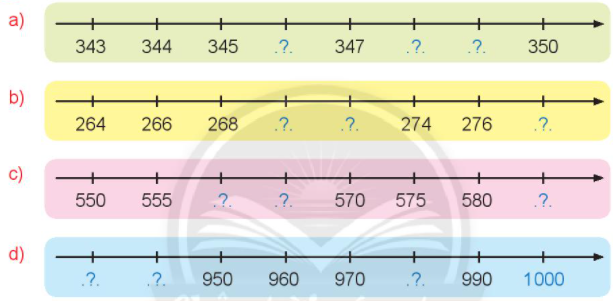 a)
343 344 345 .?. 347 .?. .?. 350
b)
264 266 268 .?. .?. 274 276 .?.
c)
550 555 .?. .?. 570 575 580 .?.
d)
.?. .?. 950 960 970 .?. 990 1000